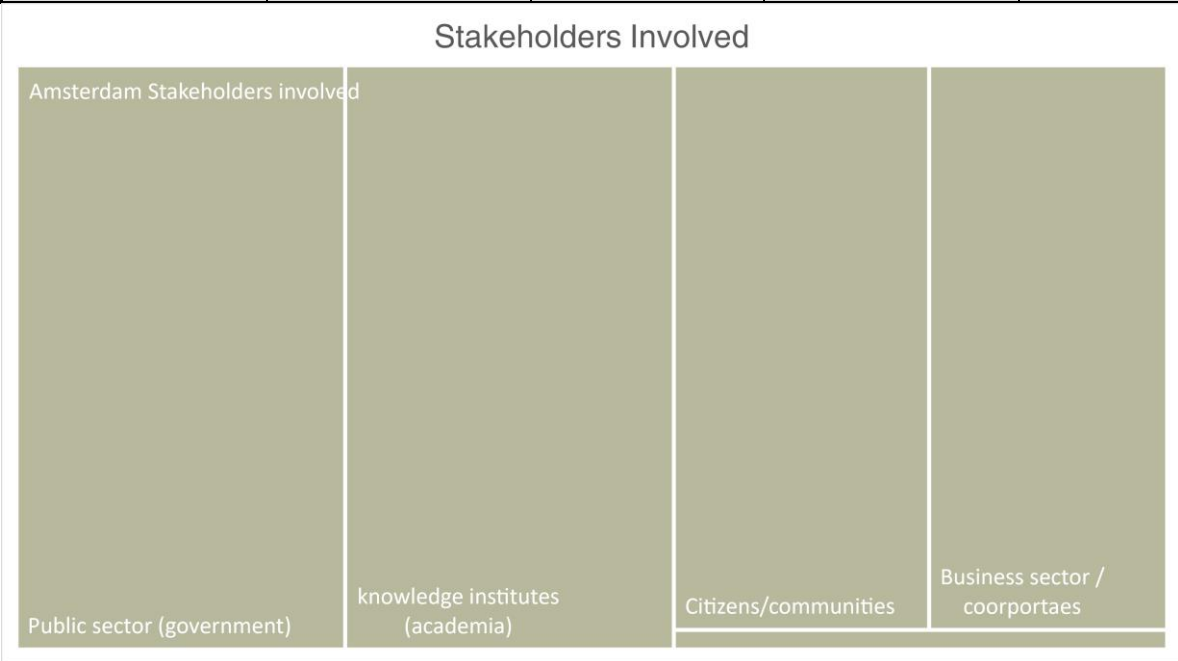 Stakeholders Involved
Amsterdam Stakeholders involved
Public sector (government)
knowledge institutes
(academia)
Citizens/communities
Business sector /
coorportaes